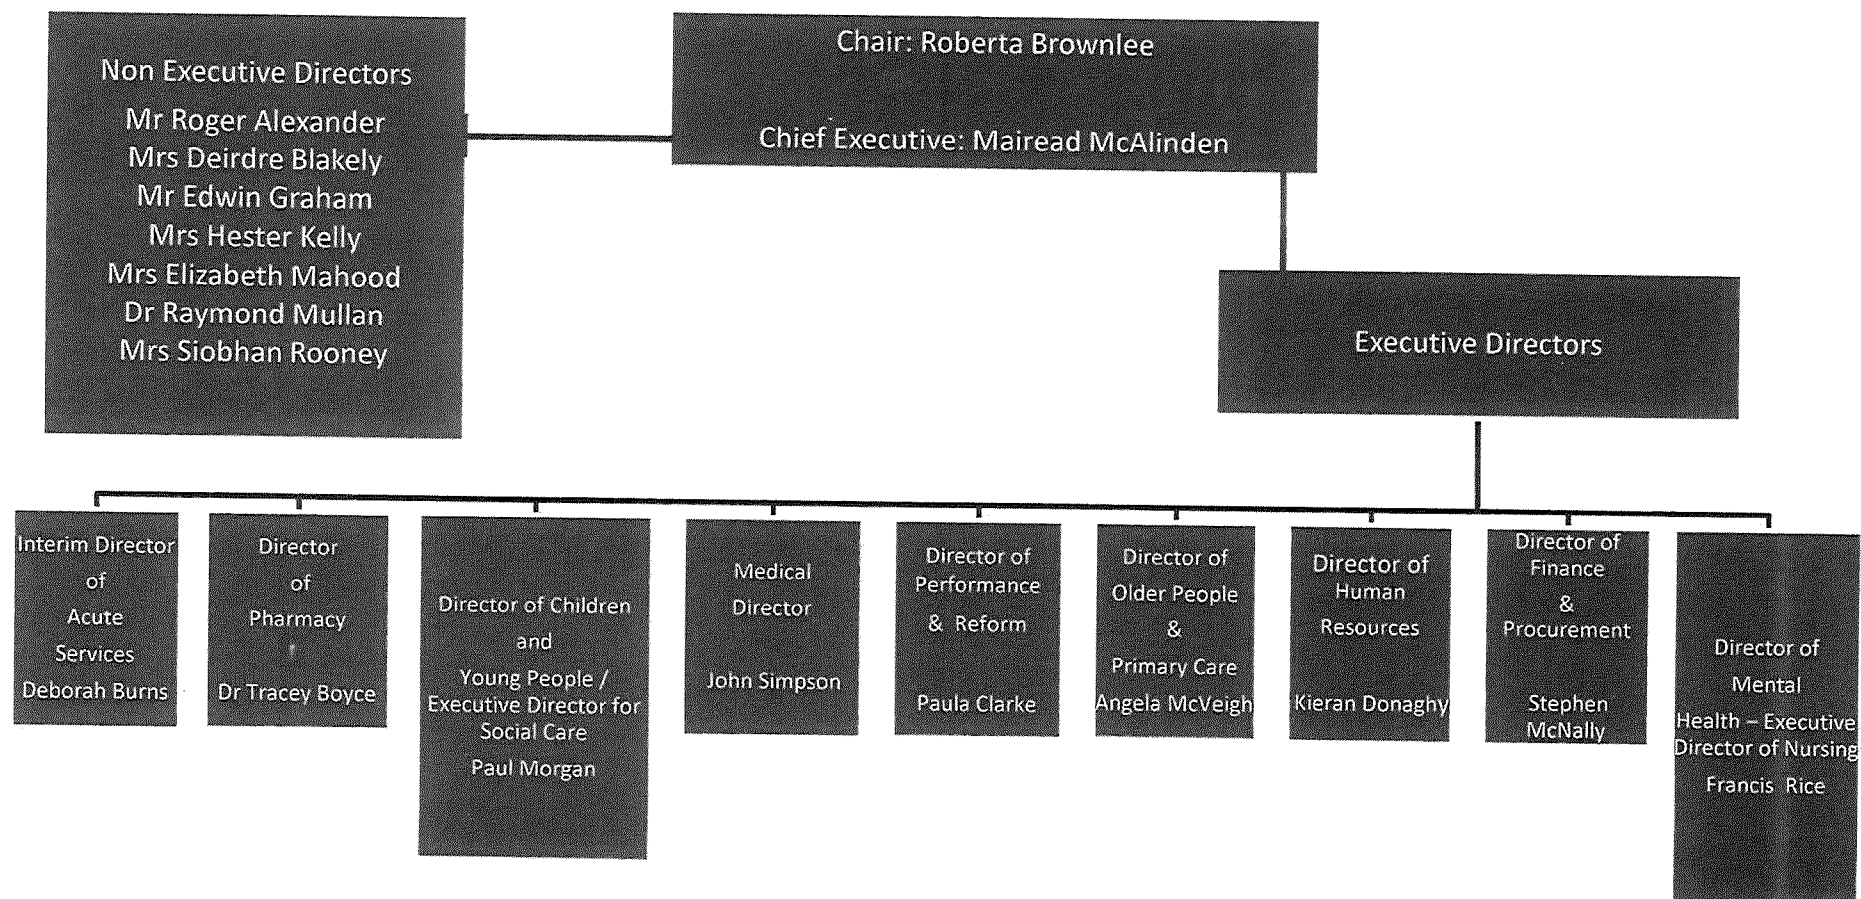 Non Executive Directors
Mr Roger Alexander
Mrs Deirdre Blakely
Mr Edwin Graham
Mrs Hester Kelly
Mrs Elizabeth Mahood
Dr Raymond Mullan
Mrs Siobhan Rooney
Chair: Roberta Brownlee
Chief Executive: Mairead McAlinden
Executive Directors
Interim Director
of
Acute
Services
Deborah Burns
Director
of
Pharmacy
Dr Tracey Boyce
Director of Children
and
Young People /
Executive Director for
Social Care
Paul Morgan
Medical
Director
John Simpson
Director of
Performance
& Reform
Paula Clarke
Director of
Older People
&
Primary Care
Angela McVeigh
Director of
Human
Resources
Kieran Donaghy
Director of
Finance
&
Procurement
Stephen
McNally
Director of
Mental
Health – Executive
Director of Nursing
Francis Rice